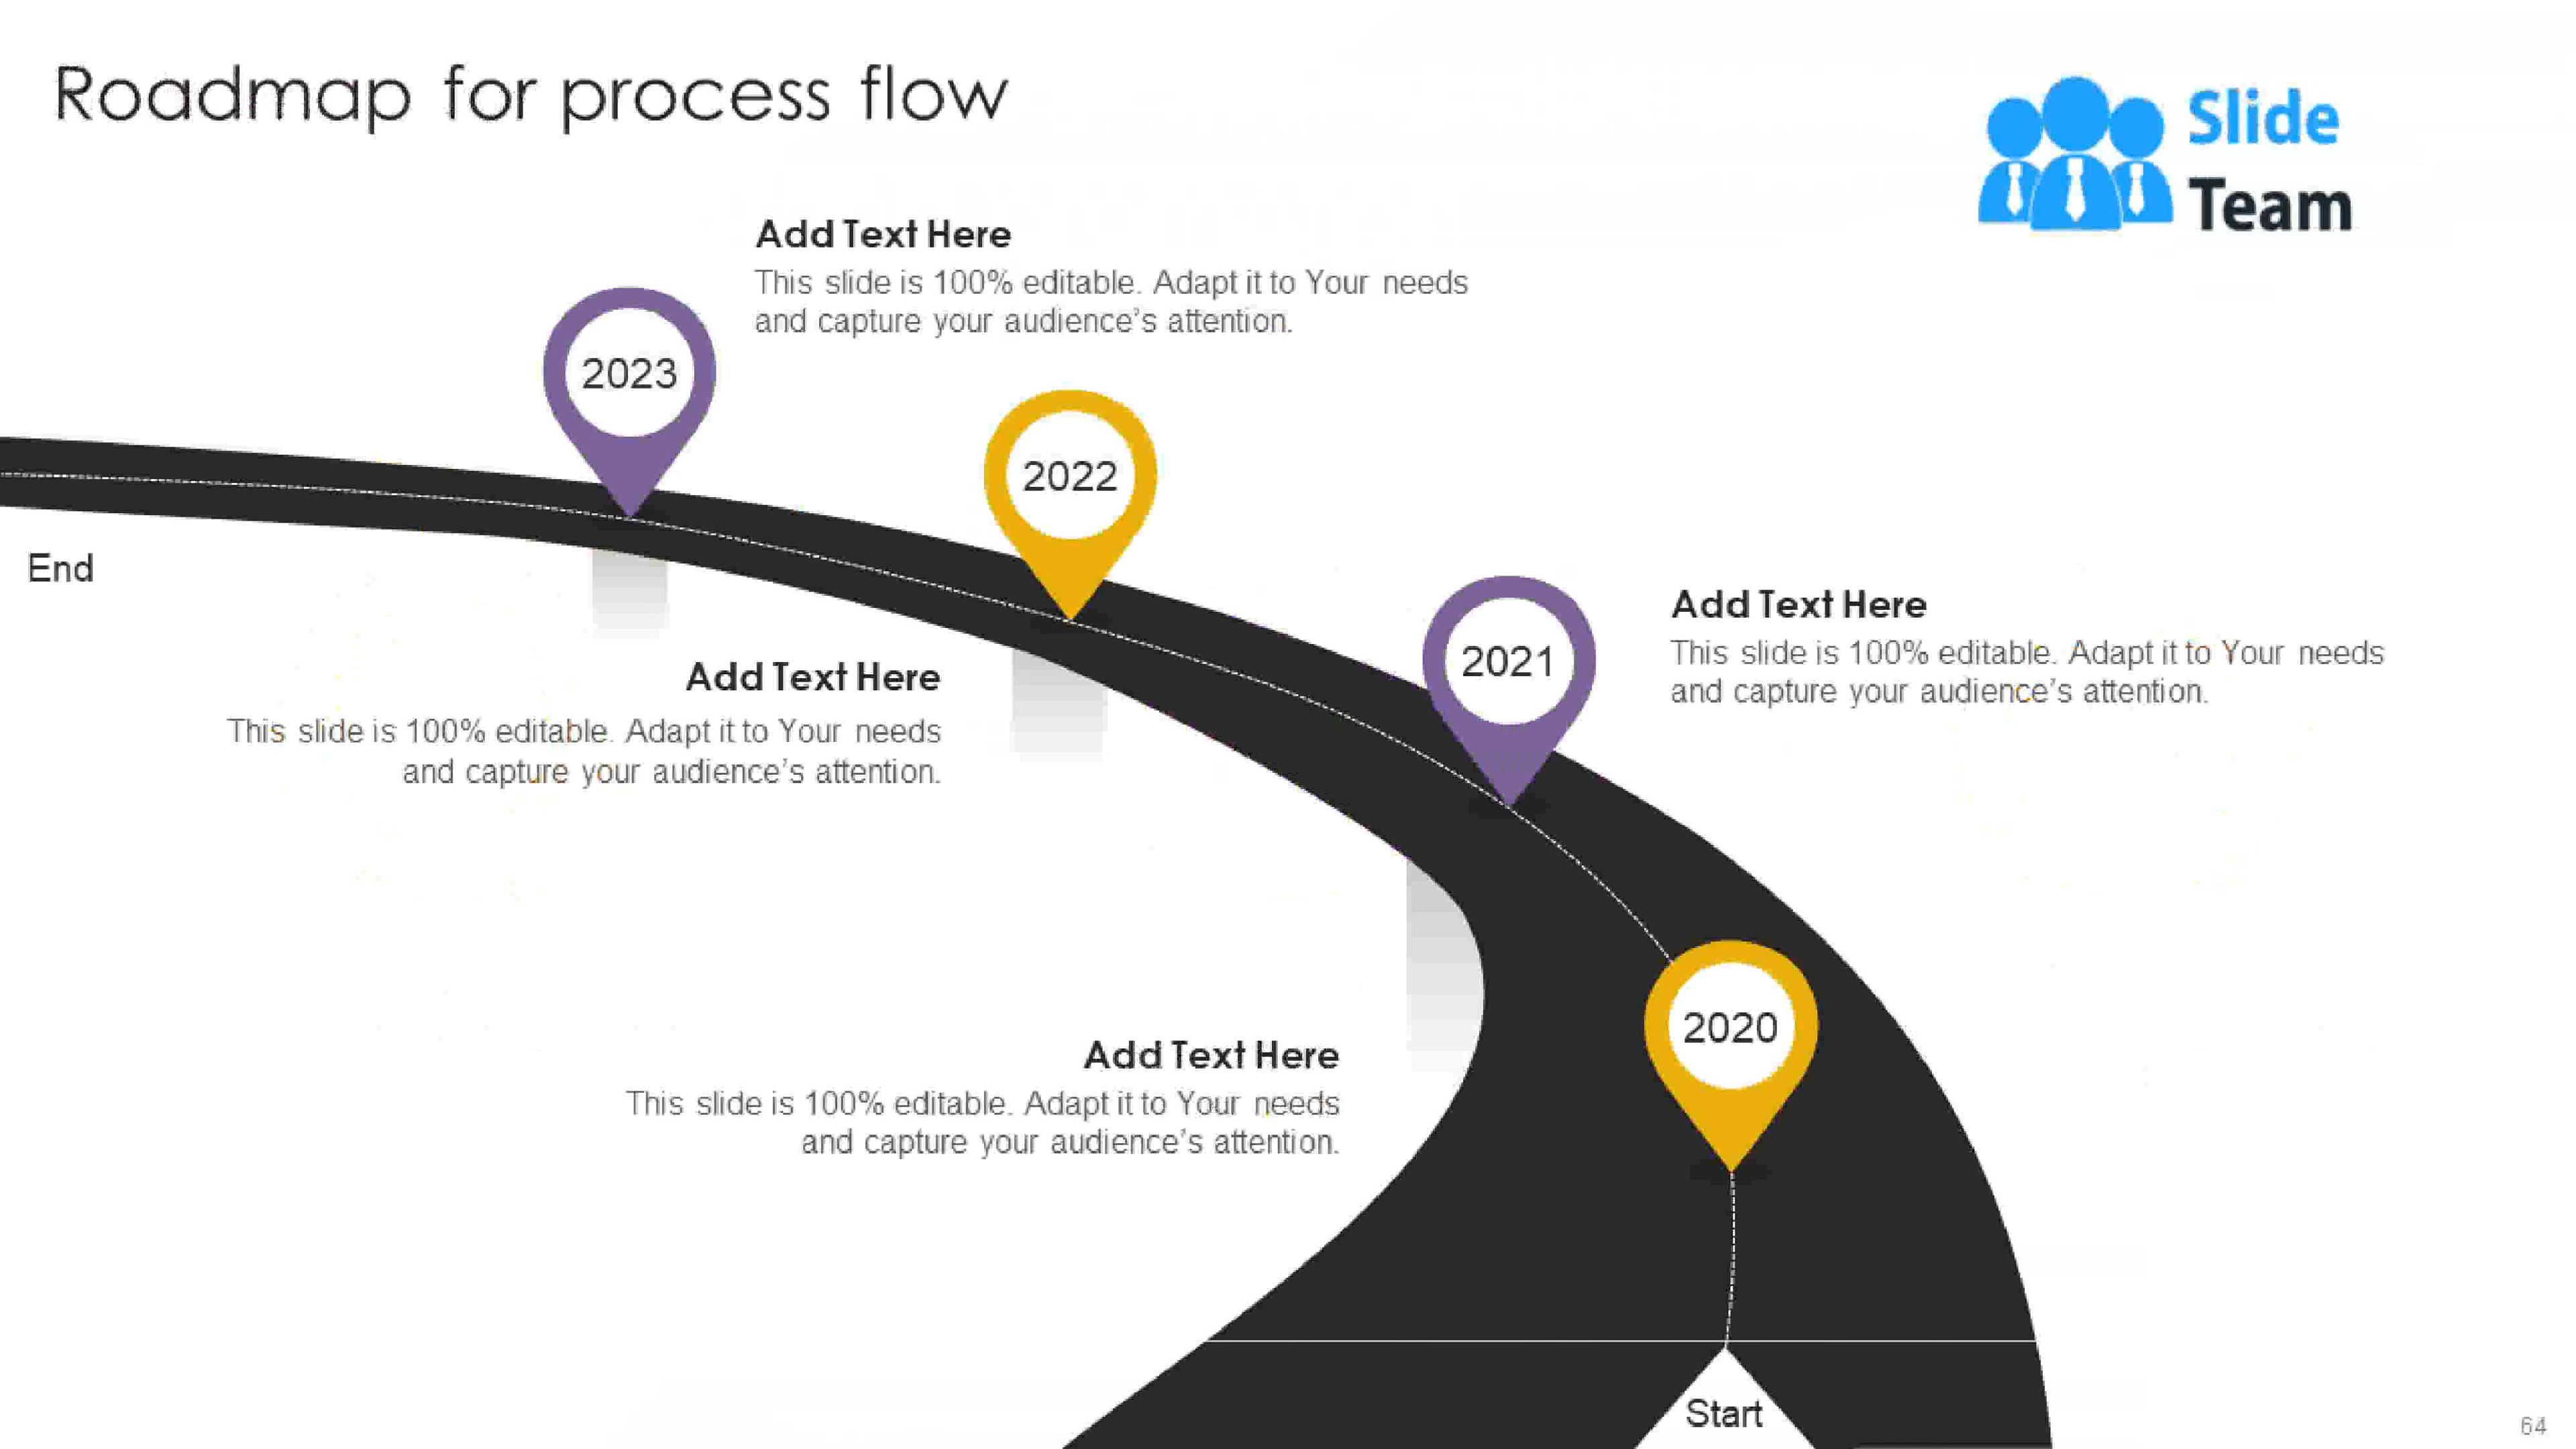 Roadmap for process flow
Slide
Team
Add Text Here
This slide is 100% editable. Adapt it to Your needs
and capture your audience's attention.
2023
2022
End
2021
Add Text Here
This slide is 100% editable. Adapt it to Your needs
and capture your audience's attention.
Add Text Here
This slide is 100% editable. Adapt it to Your needs
and capture your audience's attention.
2020
Add Text Here
This slide is 100% editable. Adapt it to Your needs
and capture your audience's attention.
Start
64